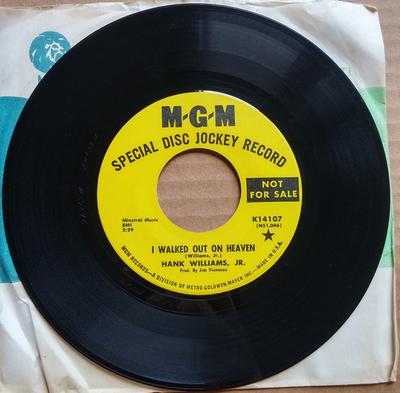 M-G-M
SPECIAL DISC JOCKEY RECORD
NOT
FOR SALE
Minstrel Music
BMI
2:29
K14107
(NS1,046)
I WALKED OUT ON HEAVEN
(Williams, Jr.)
HANK WILLIAMS, JR.
Prod. By Jim Vienneau
MGM RECORDS—A DIVISION OF METRO-GOLDWYN-MAYER INC.—MADE IN U.S.A.